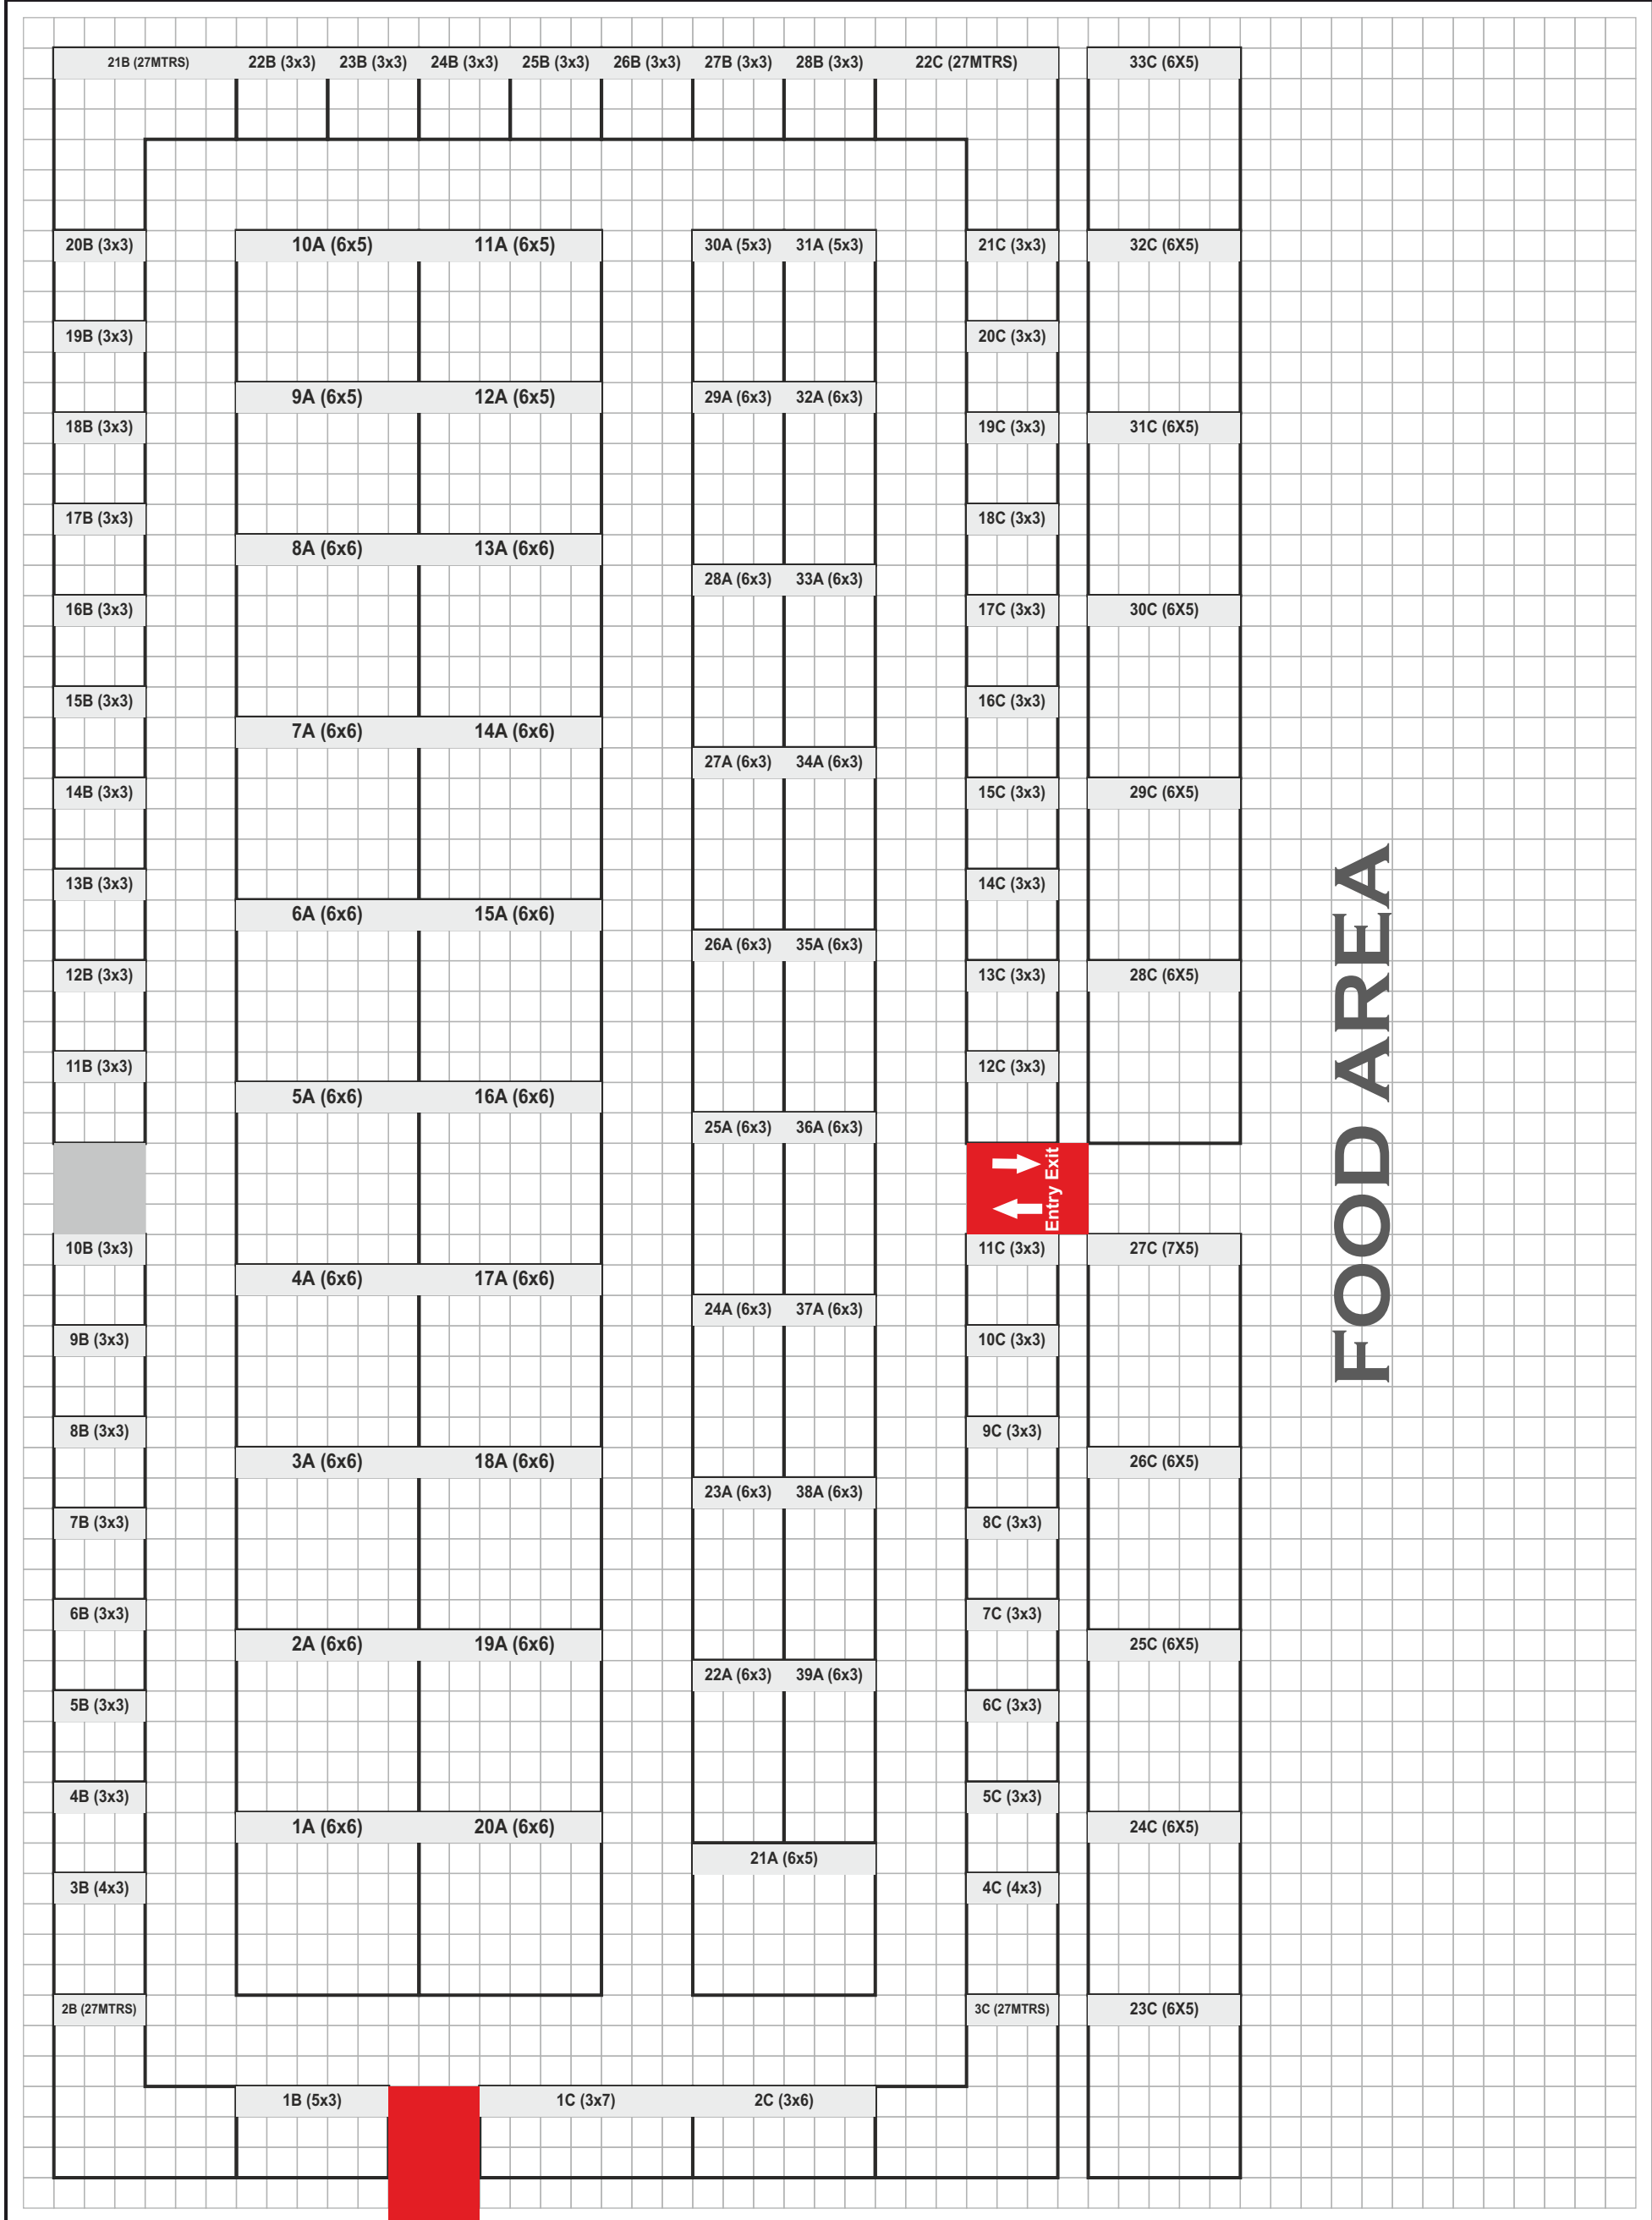 21B (27MTRS) 22B (3x3) 23B (3x3) 24B (3x3) 25B (3x3) 26B (3x3) 27B (3x3) 28B (3x3) 22C (27MTRS) 33C (6X5)
20B (3x3) 10A (6x5) 11A (6x5) 30A (5x3) 31A (5x3) 21C (3x3) 32C (6X5)
19B (3x3) 20C (3x3)
9A (6x5) 12A (6x5) 29A (6x3) 32A (6x3)
18B (3x3) 19C (3x3) 31C (6X5)
17B (3x3) 18C (3x3)
8A (6x6) 13A (6x6)
28A (6x3) 33A (6x3)
16B (3x3) 17C (3x3) 30C (6X5)
15B (3x3) 16C (3x3)
7A (6x6) 14A (6x6)
27A (6x3) 34A (6x3)
14B (3x3) 15C (3x3) 29C (6X5)
13B (3x3) 14C (3x3)
6A (6x6) 15A (6x6)
26A (6x3) 35A (6x3)
12B (3x3) 13C (3x3) 28C (6X5)
11B (3x3) 12C (3x3)
5A (6x6) 16A (6x6)
25A (6x3) 36A (6x3)
Entry Exit
FOOD AREA
10B (3x3) 11C (3x3) 27C (7X5)
4A (6x6) 17A (6x6)
24A (6x3) 37A (6x3)
9B (3x3) 10C (3x3)
8B (3x3) 9C (3x3)
3A (6x6) 18A (6x6) 26C (6X5)
23A (6x3) 38A (6x3)
7B (3x3) 8C (3x3)
6B (3x3) 7C (3x3)
2A (6x6) 19A (6x6) 25C (6X5)
22A (6x3) 39A (6x3)
5B (3x3) 6C (3x3)
4B (3x3) 5C (3x3)
1A (6x6) 20A (6x6) 24C (6X5)
21A (6x5)
3B (4x3) 4C (4x3)
2B (27MTRS) 3C (27MTRS) 23C (6X5)
1B (5x3) 1C (3x7) 2C (3x6)